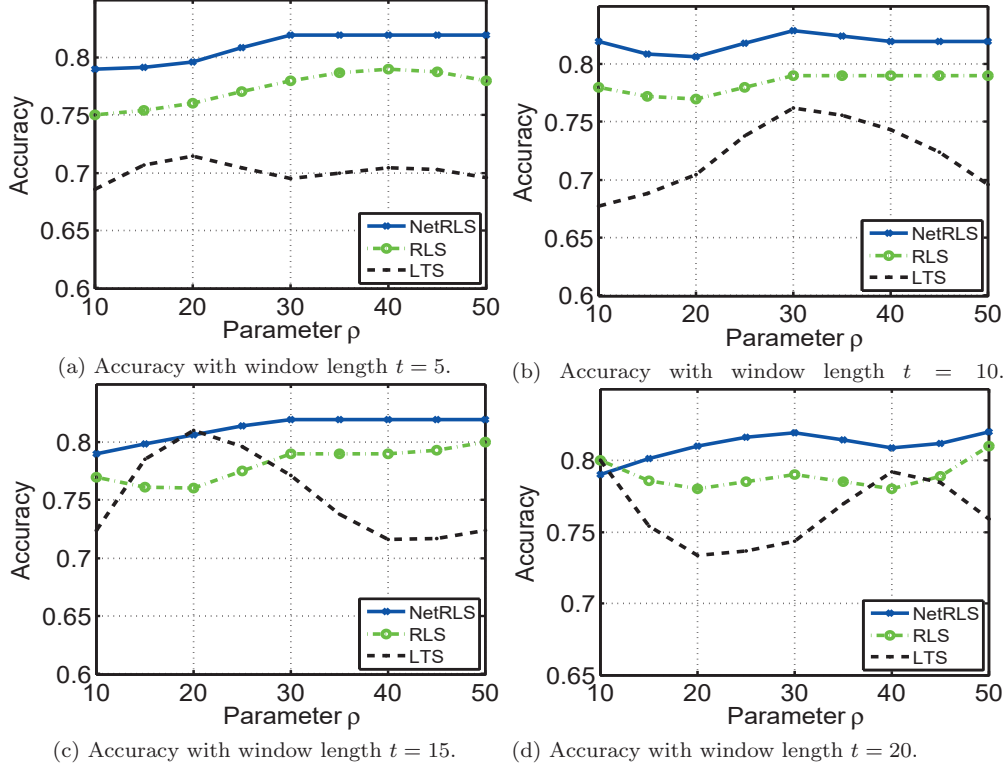 0.8
0.75
0.7
0.65
0.6
Accuracy
10 20 30 40 50
Parameter ρ
NetRLS
RLS
LTS
(a) Accuracy with window length t = 5.
0.8
0.75
0.7
0.65
0.6
Accuracy
10 20 30 40 50
Parameter ρ
NetRLS
RLS
LTS
(b) Accuracy with window length t = 10.
0.8
0.75
0.7
0.65
0.6
Accuracy
10 20 30 40 50
Parameter ρ
NetRLS
RLS
LTS
(c) Accuracy with window length t = 15.
0.8
0.75
0.7
0.65
Accuracy
10 20 30 40 50
Parameter ρ
NetRLS
RLS
LTS
(d) Accuracy with window length t = 20.